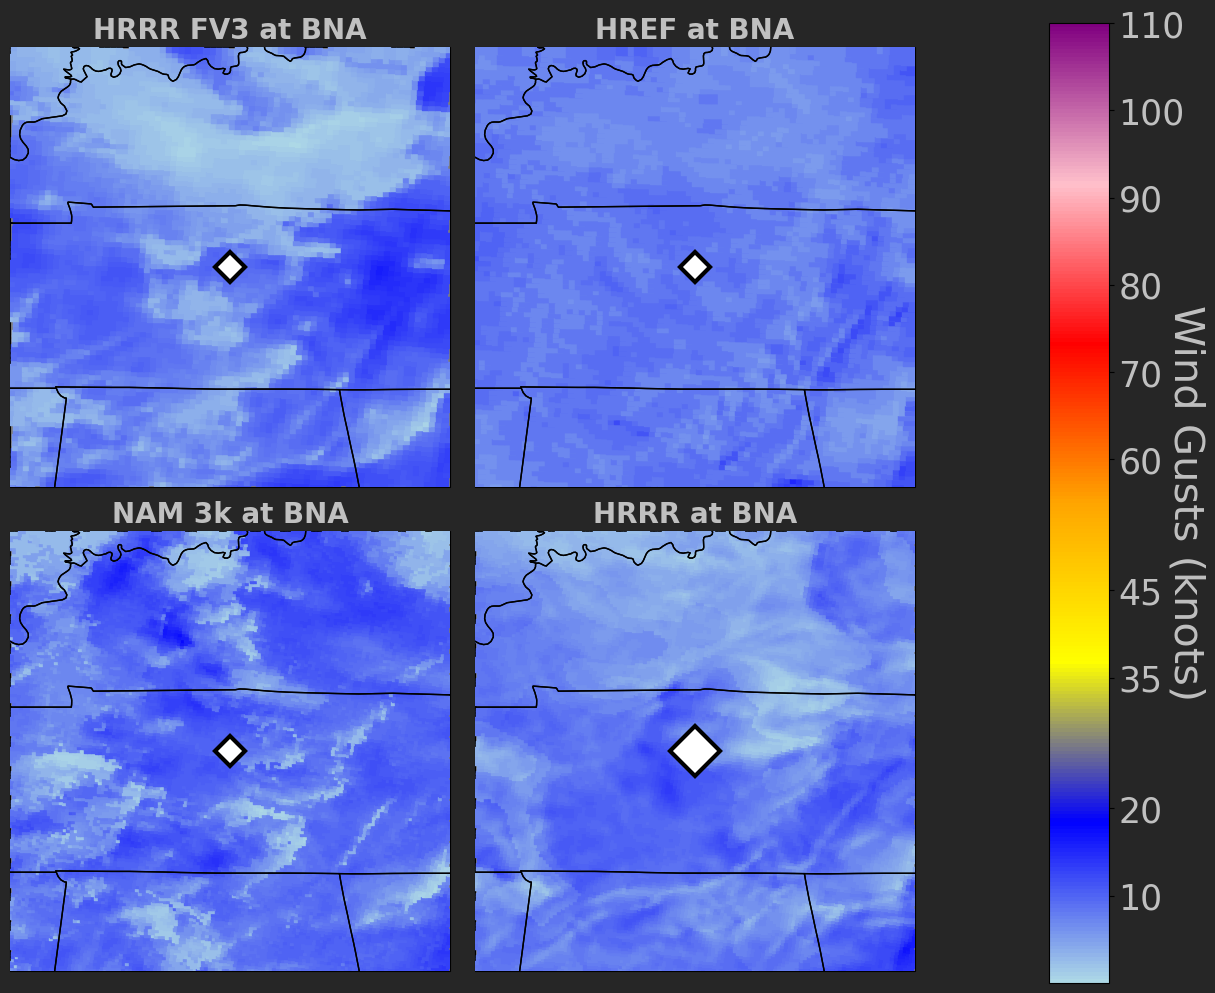 HRRR FV3 at BNA
HREF at BNA
NAM 3k at BNA
HRRR at BNA
110
100
90
80
70
60
45
35
20
10
Wind Gusts (knots)